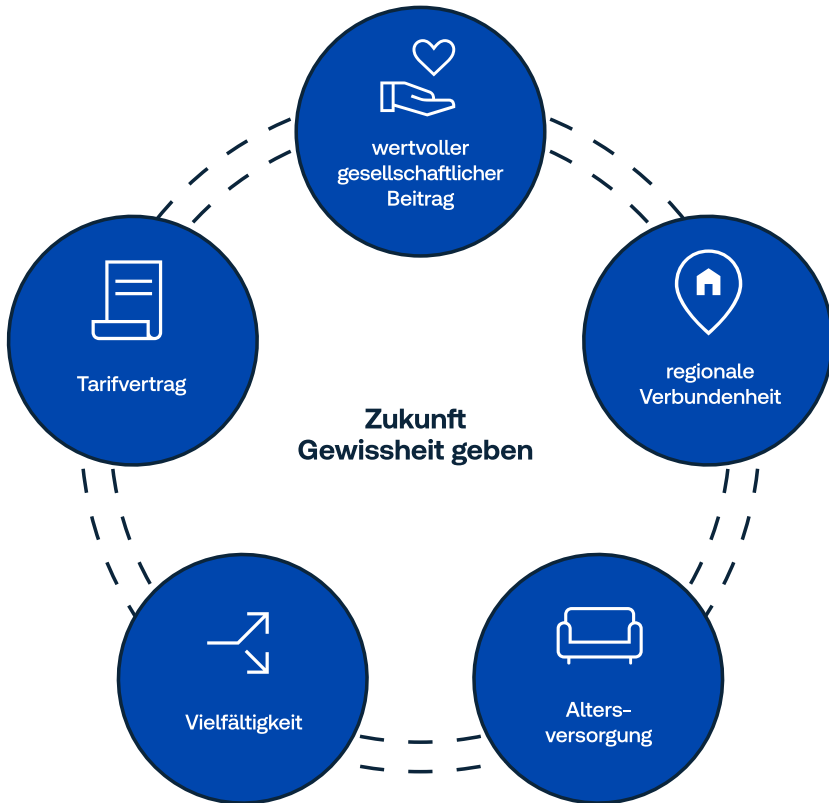 wertvoller
gesellschaftlicher
Beitrag
Tarifvertrag
regionale
Verbundenheit
Zukunft
Gewissheit geben
Vielfältigkeit
Alters-
versorgung